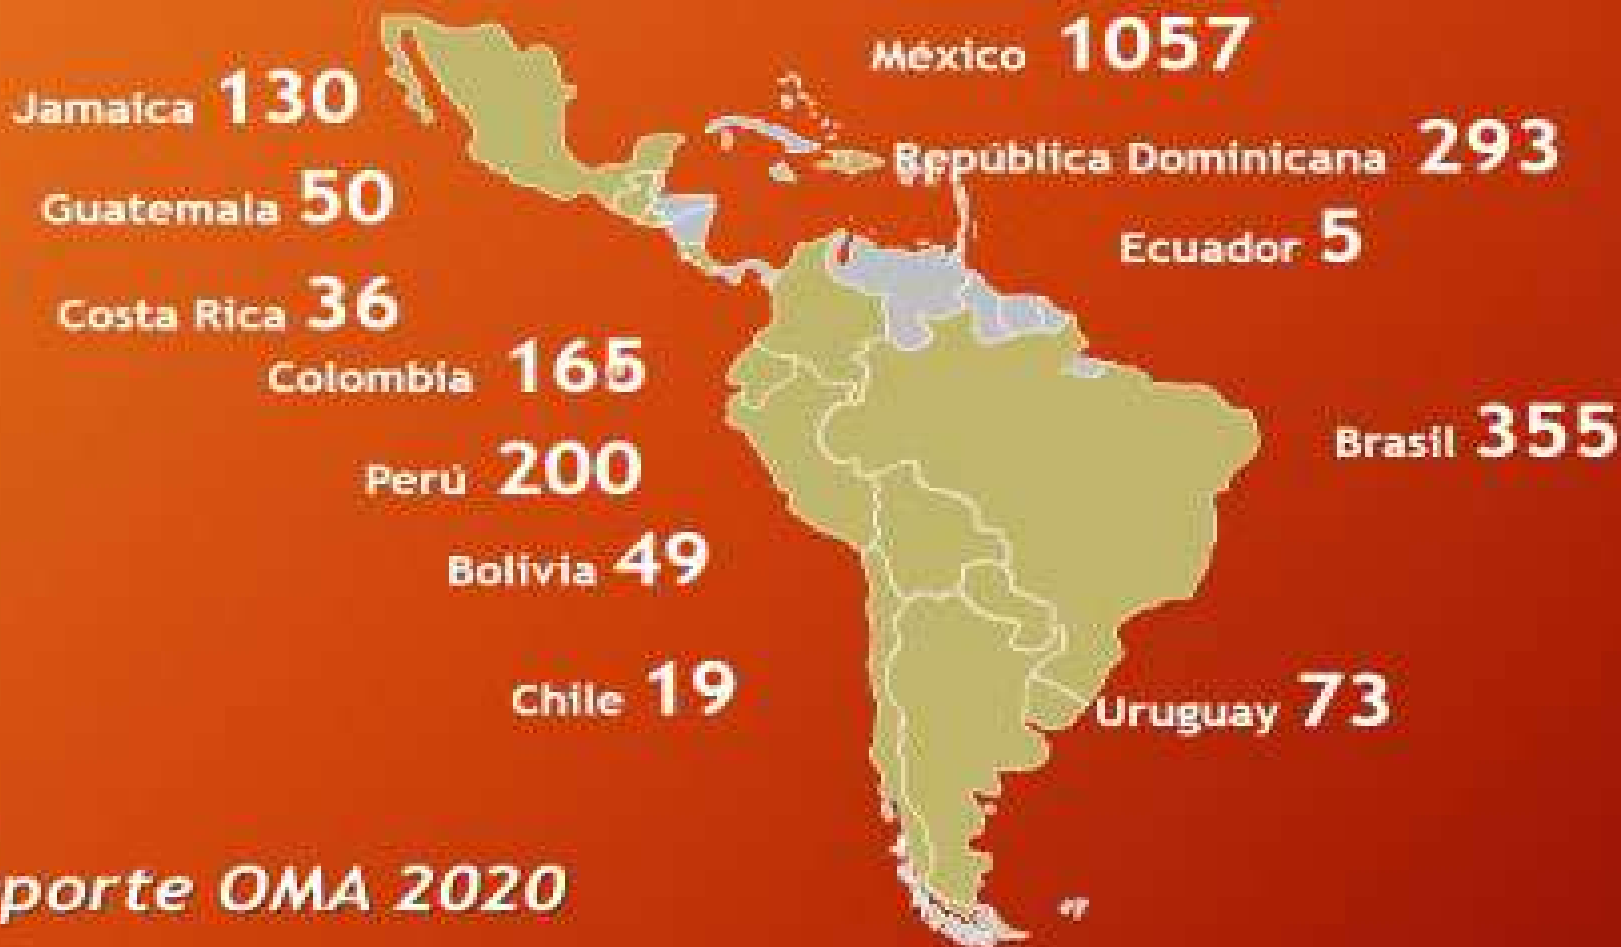 México 1057
Jamaica 130
República Dominicana 293
Guatemala 50
Ecuador 5
Costa Rica 36
Colombia 165
Brasil 355
Perú 200
Bolivia 49
Chile 19
Uruguay 73
porte OMA 2020